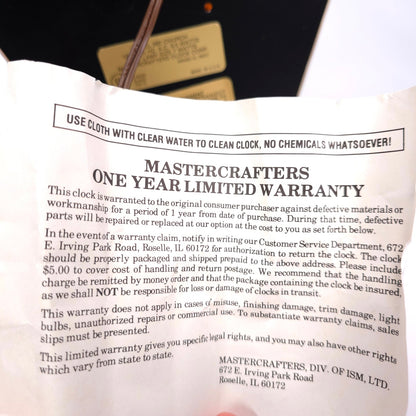 USE CLOTH WITH CLEAR WATER TO CLEAN CLOCK, NO CHEMICALS WHATSOEVER!
MASTERCRAFTERS
ONE YEAR LIMITED WARRANTY
This clock is warranted to the original consumer purchaser against defective materials or
workmanship for a period of 1 year from date of purchase. During that time, defective
parts will be repaired or replaced at our option at the cost to you as set forth below.
In the event of a warranty claim, notify in writing our Customer Service Department, 672
E. Irving Park Road, Roselle, IL 60172 for authorization to return the clock. The clock
should be properly packaged and shipped prepaid to the above address. Please include
$5.00 to cover cost of handling and return postage. We recommend that the handling
charge be remitted by money order and that the package containing the clock be insured,
as we shall NOT be responsible for loss or damage of clocks in transit.
This warranty does not apply in cases of misuse, finishing damage, trim damage, light
bulbs, unauthorized repairs or commercial use. To substantiate warranty claims, sales
slips must be presented.
This limited warranty gives you specific legal rights, and you may also have other rights
which vary from state to state.
MASTERCRAFTERS, DIV. OF ISM, LTD.
672 E. Irving Park Road
Roselle, IL 60172